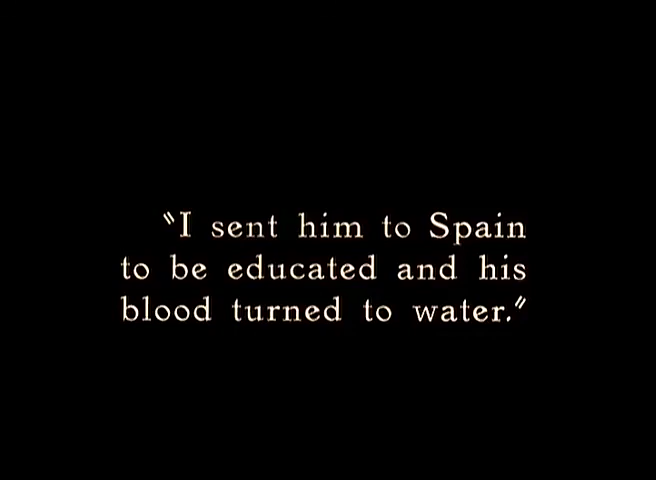 "I sent him to Spain
to be educated and his
blood turned to water."